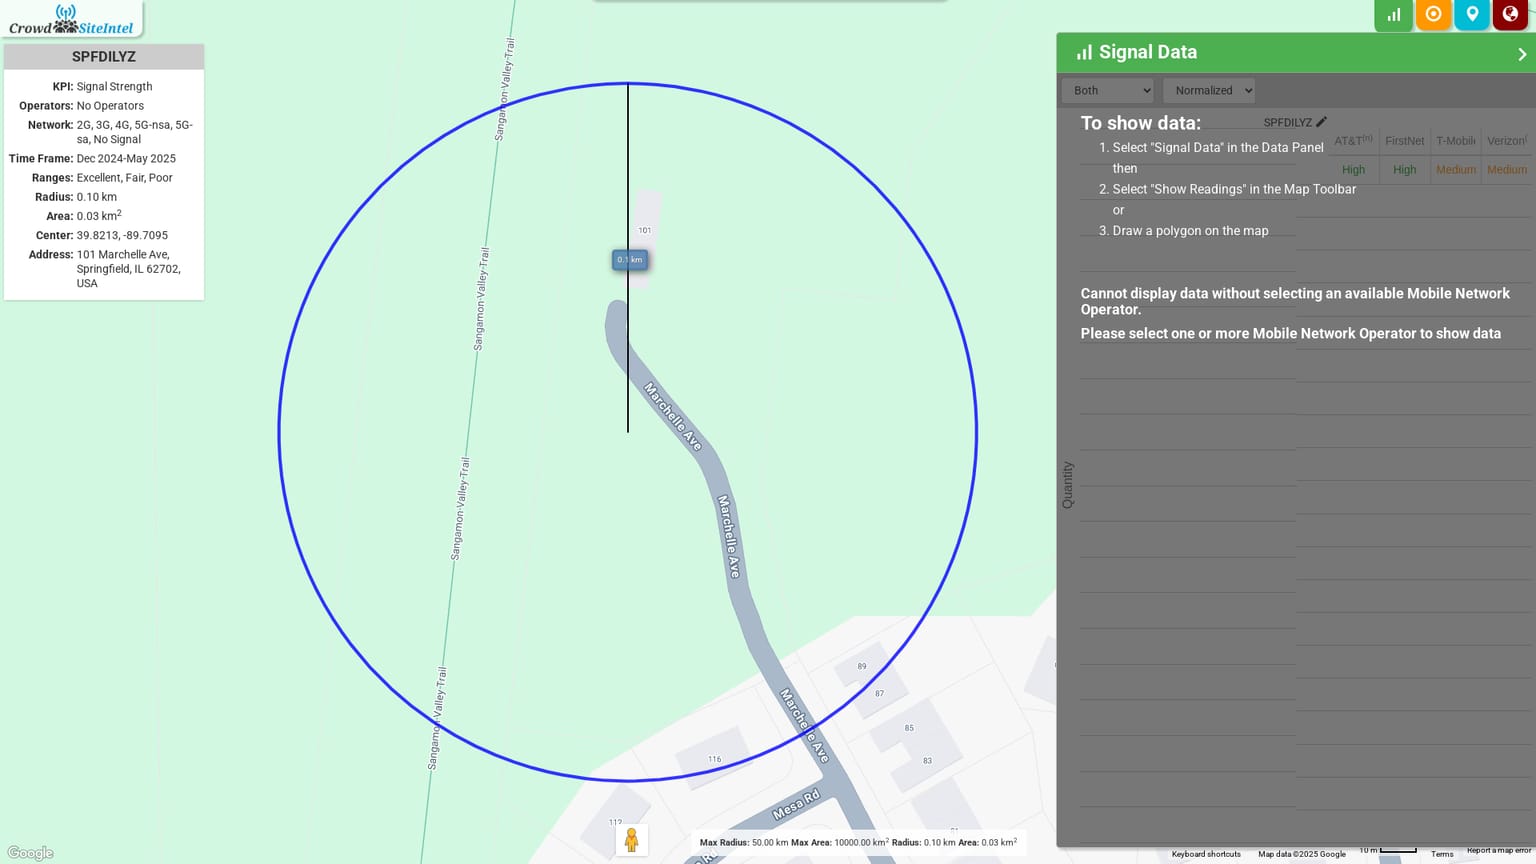 Crowd SiteIntel
SPFDILYZ
KPI: Signal Strength
Operators: No Operators
Network: 2G, 3G, 4G, 5G-nsa, 5G-
sa, No Signal
Time Frame: Dec 2024-May 2025
Ranges: Excellent, Fair, Poor
Radius: 0.10 km
Area: 0.03 km²
Center: 39.8213, -89.7095
Address: 101 Marchelle Ave,
Springfield, IL 62702,
USA
Sangamon-Valley-Trail
Sangamon-Valley-Trail
Sangamon-Valley-Trail
Sangamon-Valley-Trail
101
0.1 km
Marchelle Ave
Marchelle Ave
Marchelle Ave
89
87
85
83
116
112
Mesa Rd
Google
Max Radius: 50.00 km Max Area: 10000.00 km² Radius: 0.10 km Area: 0.03 km²
Signal Data
Both
Normalized
To show data:
SPFDILYZ
AT&T(n) FirstNet T-Mobile Verizon
High High Medium Medium
1. Select "Signal Data" in the Data Panel
then
2. Select "Show Readings" in the Map Toolbar
or
3. Draw a polygon on the map
Cannot display data without selecting an available Mobile Network
Operator.
Please select one or more Mobile Network Operator to show data
Quantity
Keyboard shortcuts Map data ©2025 Google 10 m Terms Report a map error